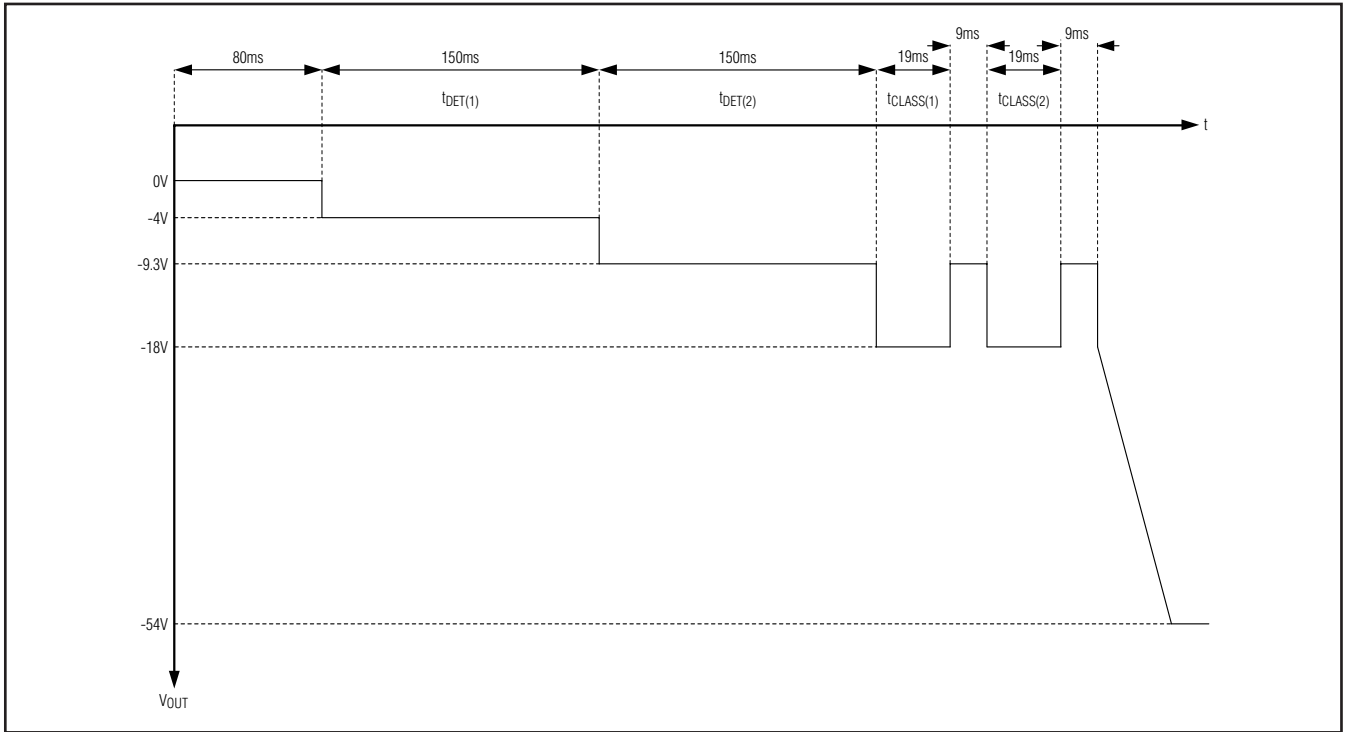 9ms 9ms
80ms 150ms 150ms 19ms 19ms
tDET(1) tDET(2) tCLASS(1) tCLASS(2)
t
0V
-4V
-9.3V
-18V
-54V
VOUT